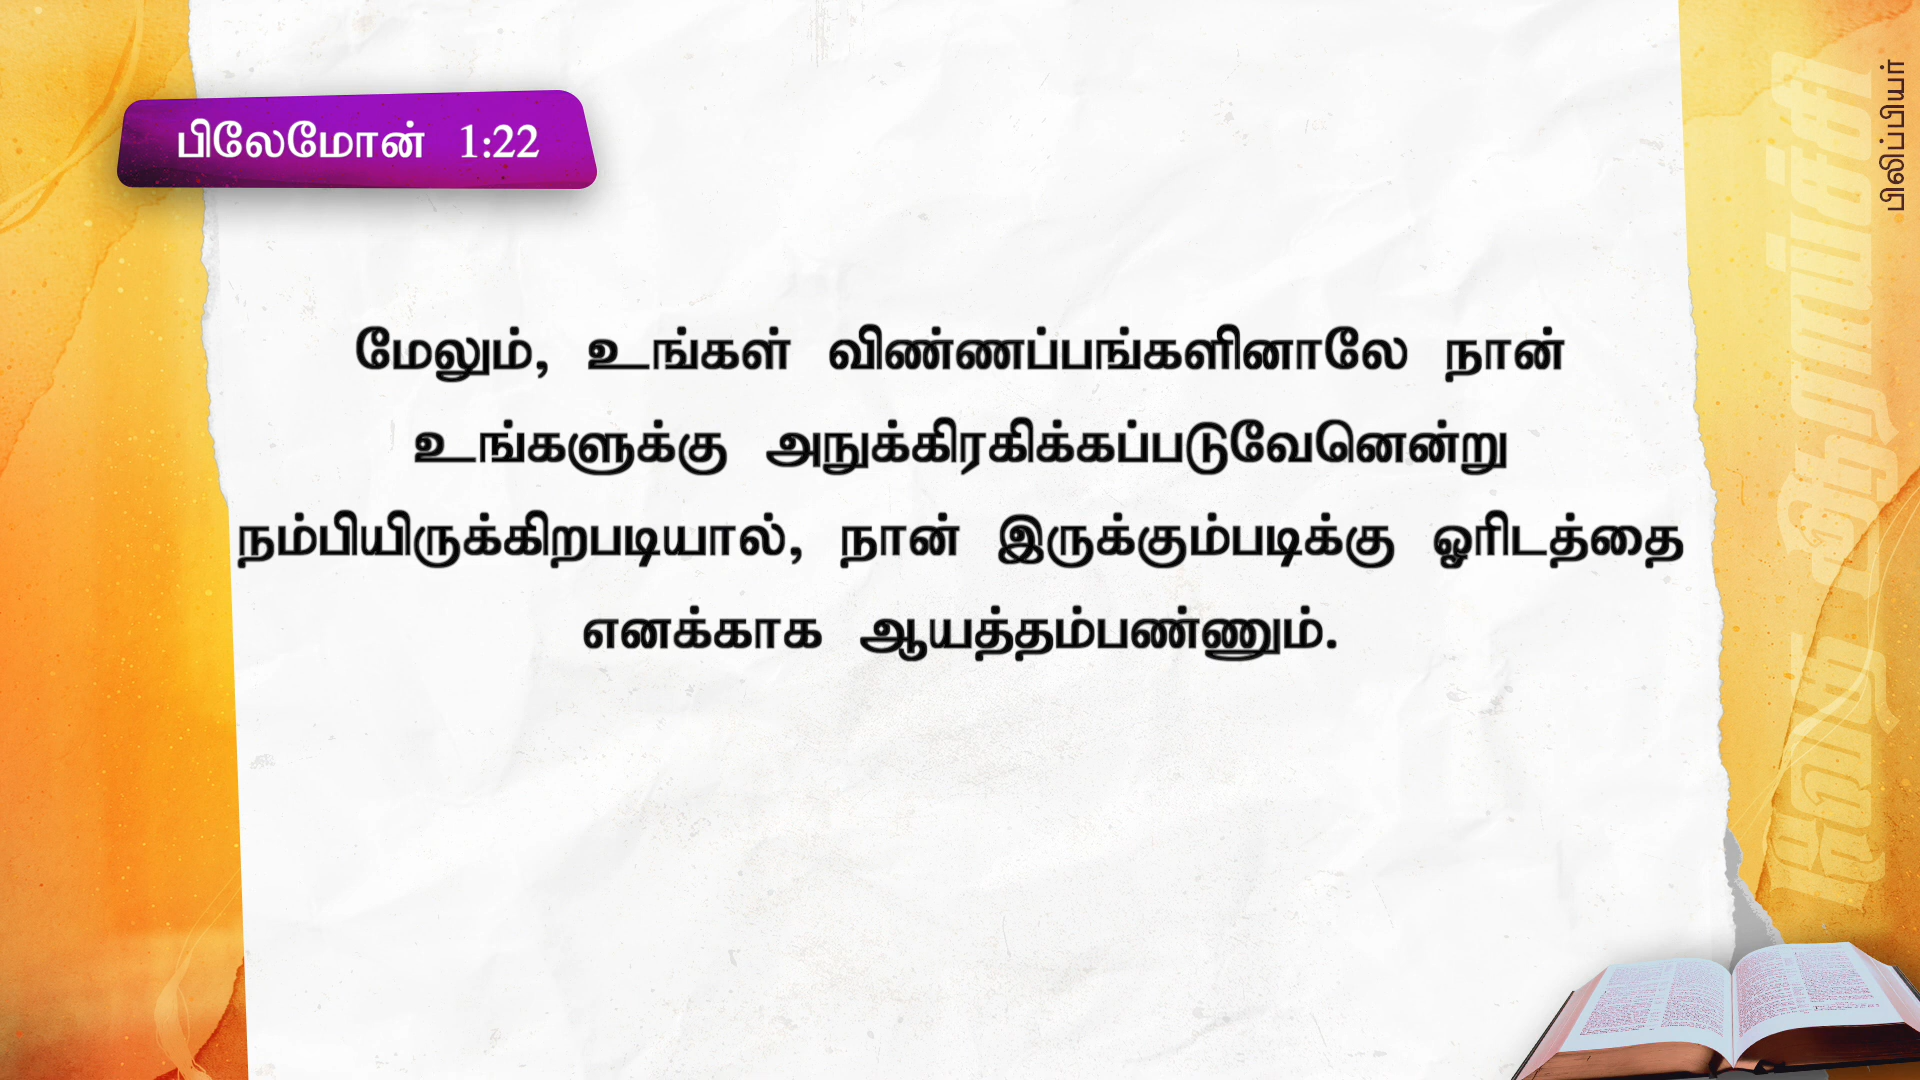 பிலேமோன் 1:22
மேலும், உங்கள் விண்ணப்பங்களினாலே நான்
உங்களுக்கு அநுக்கிரகிக்கப்படுவேனென்று
நம்பியிருக்கிறபடியால், நான் இருக்கும்படிக்கு ஓரிடத்தை
எனக்காக ஆயத்தம்பண்ணும்.
பிலிப்பியர்
வேத ஆராய்ச்சி